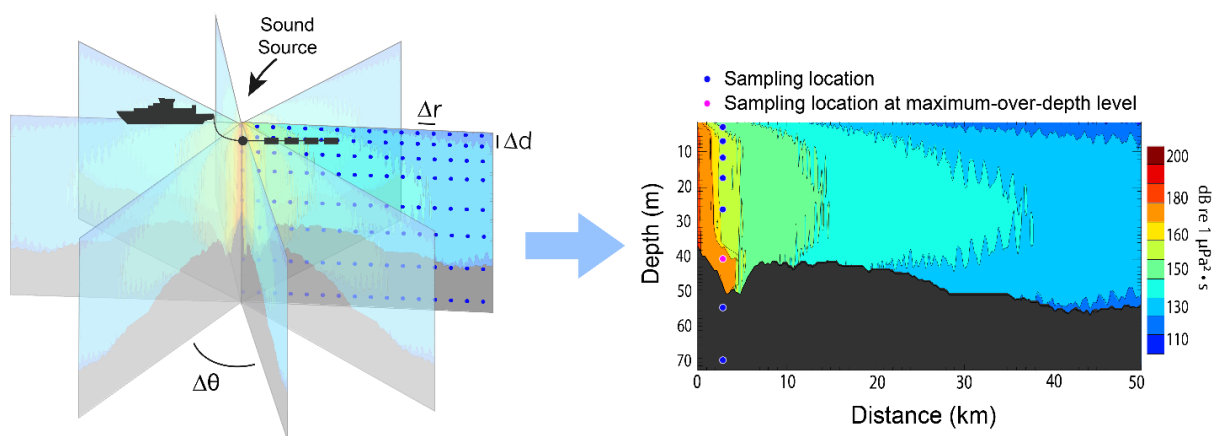 Sound
Source
Δr
Δd
Δθ
Sampling location
Sampling location at maximum-over-depth level
Depth (m)
10
20
30
40
50
60
70
0
10
20
30
40
50
Distance (km)
200
180
160
150
130
110
dB re 1 µPa²•s